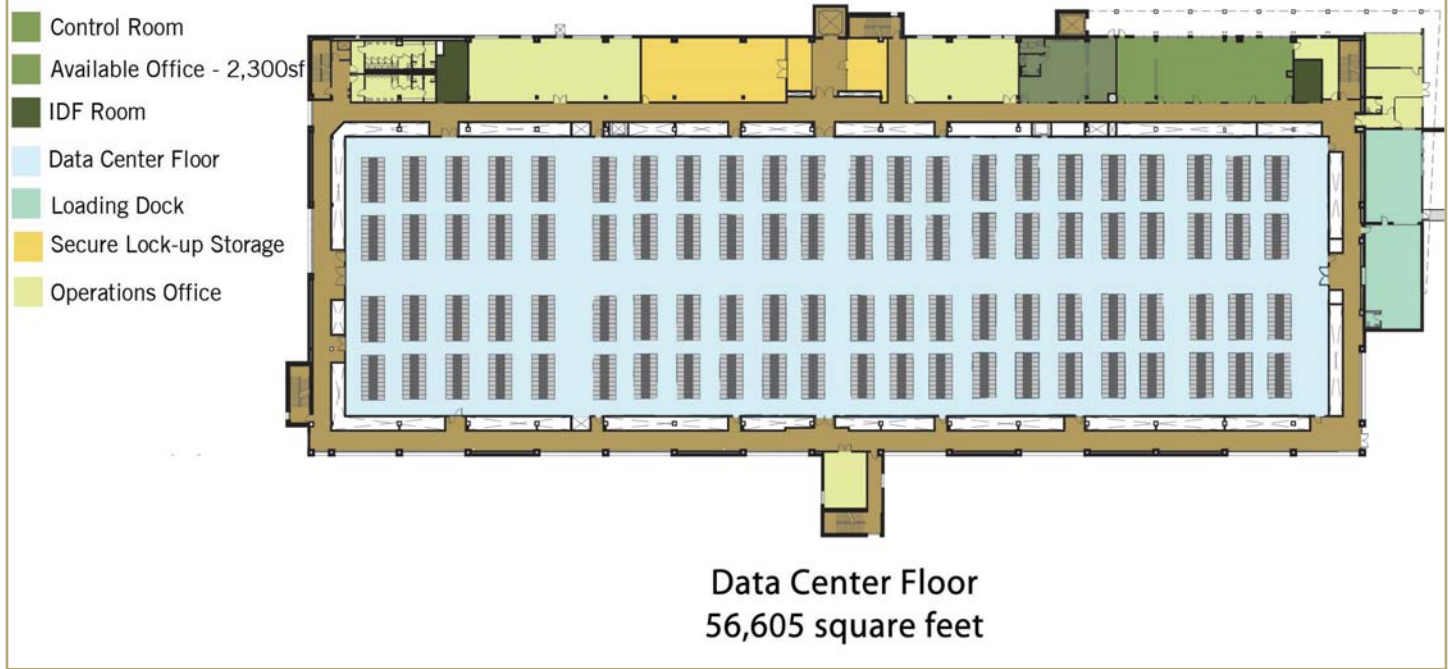 Control Room
Available Office - 2,300sf
IDF Room
Data Center Floor
Loading Dock
Secure Lock-up Storage
Operations Office
Data Center Floor
56,605 square feet